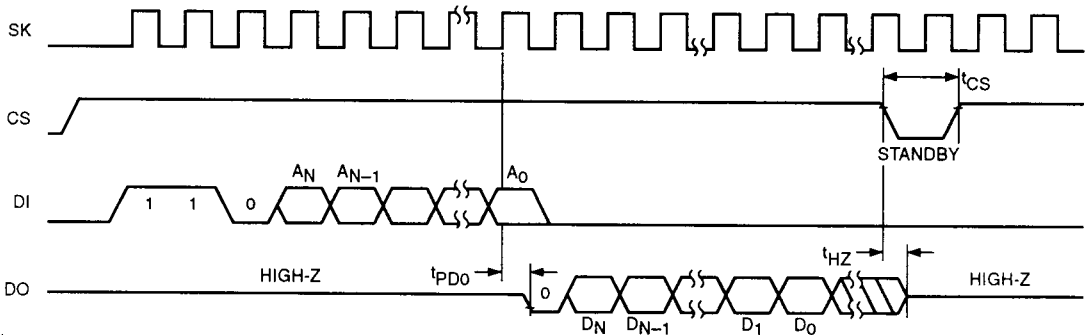 SK
CS
tCS
STANDBY
DI
1 1 0 AN AN–1 A0
DO
HIGH-Z
tPD0
0
DN DN–1 D1 D0
tHZ
HIGH-Z